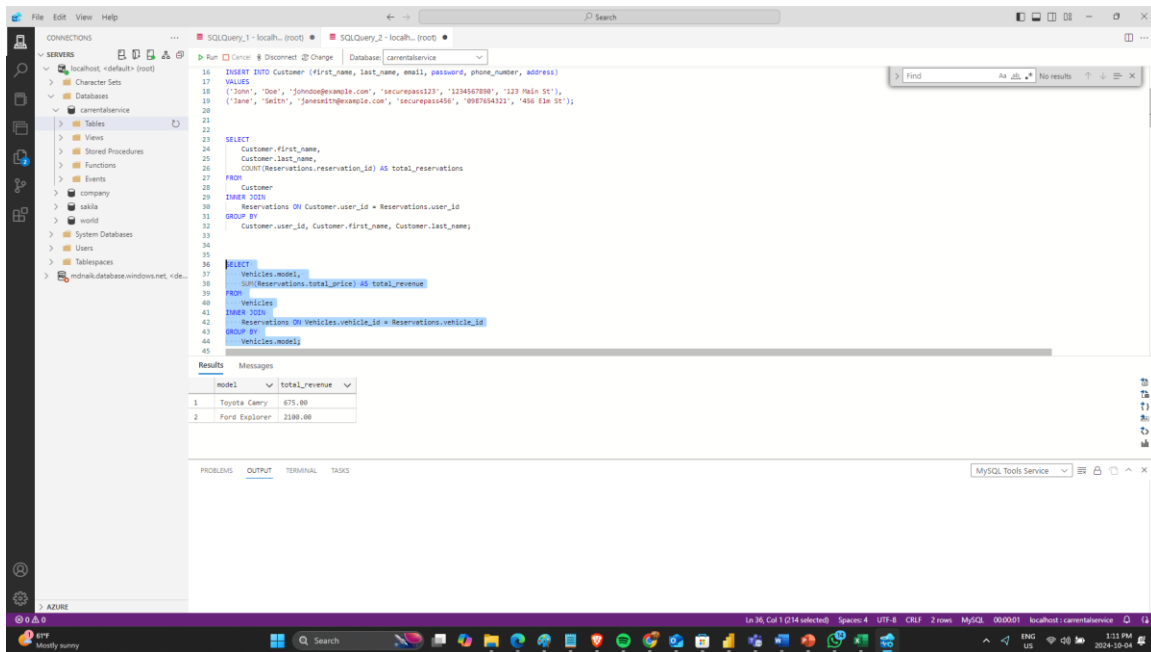 File Edit View Help
Search
CONNECTIONS
SQLQuery_1 - localh... (root)
SQLQuery_2 - localh... (root)
SERVERS
Run Cancel Disconnect Change Database: carrentalservice
localhost, <default> (root)
Character Sets
Databases
carrentalservice
Tables
Views
Stored Procedures
Functions
Events
company
sakila
world
System Databases
Users
Tablespaces
mdnaik.database.windows.net, <de...
AZURE
Find
Aa ab No results
16 INSERT INTO Customer (first_name, last_name, email, password, phone_number, address)
17 VALUES
18 ('John', 'Doe', 'johndoe@example.com', 'securepass123', '1234567890', '123 Main St'),
19 ('Jane', 'Smith', 'janesmith@example.com', 'securepass456', '0987654321', '456 Elm St');
20
21
22
23 SELECT
24 Customer.first_name,
25 Customer.last_name,
26 COUNT(Reservations.reservation_id) AS total_reservations
27 FROM
28 Customer
29 INNER JOIN
30 Reservations ON Customer.user_id = Reservations.user_id
31 GROUP BY
32 Customer.user_id, Customer.first_name, Customer.last_name;
33
34
35
36 SELECT
37 Vehicles.model,
38 SUM(Reservations.total_price) AS total_revenue
39 FROM
40 Vehicles
41 INNER JOIN
42 Reservations ON Vehicles.vehicle_id = Reservations.vehicle_id
43 GROUP BY
44 Vehicles.model;
45
Results Messages
model total_revenue
1 Toyota Camry 675.00
2 Ford Explorer 2100.00
PROBLEMS OUTPUT TERMINAL TASKS
MySQL Tools Service
0 0
Ln 36, Col 1 (214 selected) Spaces: 4 UTF-8 CRLF 2 rows MySQL 00:00:01 localhost : carrentalservice
61°F
Mostly sunny
Search
ENG
US
1:11 PM
2024-10-04